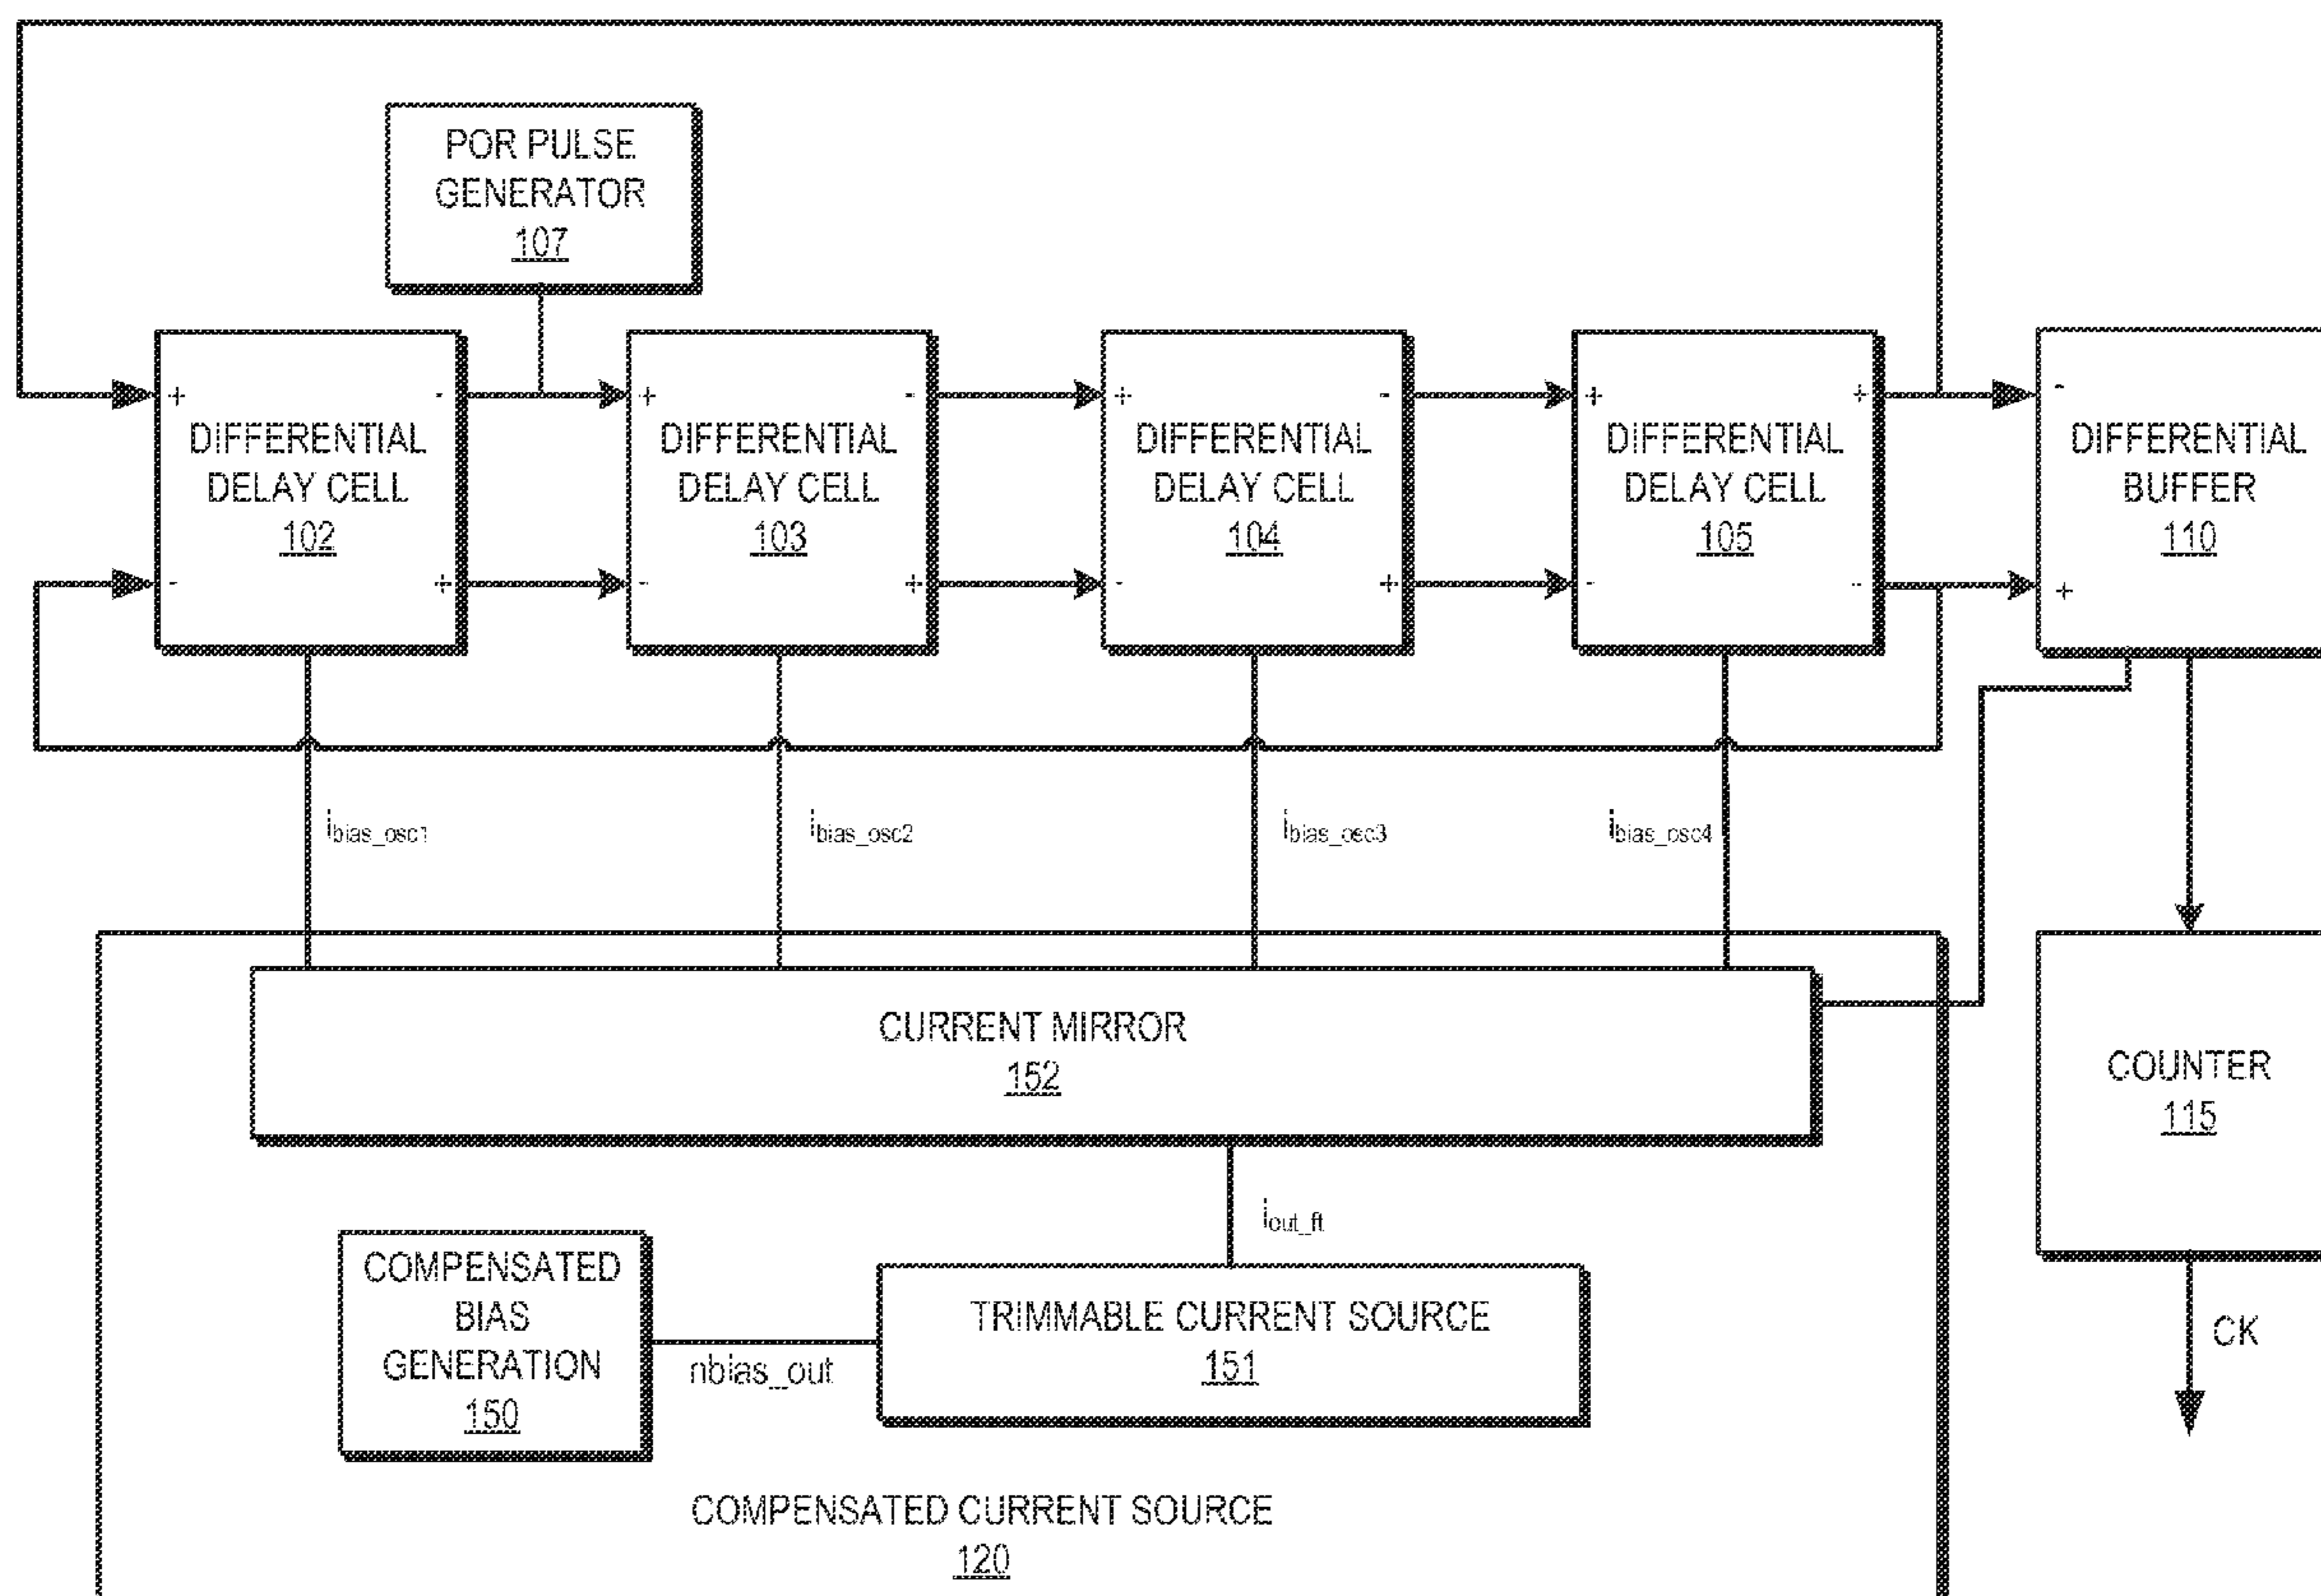 POR PULSE
GENERATOR
107
+
-
DIFFERENTIAL
DELAY CELL
102
-
+
+
-
DIFFERENTIAL
DELAY CELL
103
-
+
+
-
DIFFERENTIAL
DELAY CELL
104
-
+
+
+
DIFFERENTIAL
DELAY CELL
105
-
-
-
DIFFERENTIAL
BUFFER
110
+
ibias_osc1
ibias_osc2
ibias_osc3
ibias_osc4
CURRENT MIRROR
152
COUNTER
115
iout_ft
COMPENSATED
BIAS
GENERATION
150
nbias_out
TRIMMABLE CURRENT SOURCE
151
CK
COMPENSATED CURRENT SOURCE
120